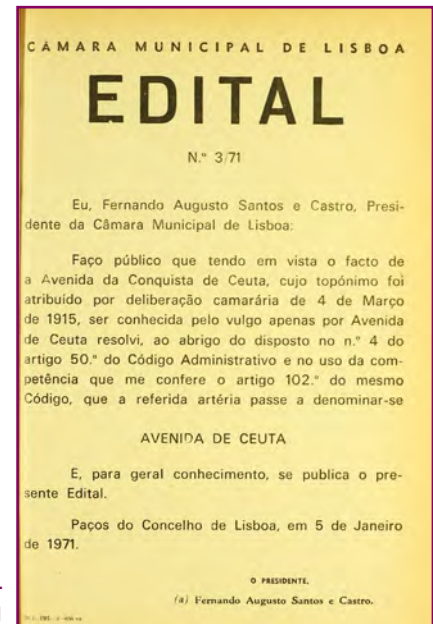 CÂMARA MUNICIPAL DE LISBOA
EDITAL
N.º 3/71
Eu, Fernando Augusto Santos e Castro, Presi-
dente da Câmara Municipal de Lisboa:
Faço público que tendo em vista o facto de
a Avenida da Conquista de Ceuta, cujo topónimo foi
atribuído por deliberação camarária de 4 de Março
de 1915, ser conhecida pelo vulgo apenas por Avenida
de Ceuta resolvi, ao abrigo do disposto no n.º 4 do
artigo 50.º do Código Administrativo e no uso da com-
petência que me confere o artigo 102.º do mesmo
Código, que a referida artéria passe a denominar-se
AVENIDA DE CEUTA
E, para geral conhecimento, se publica o pre-
sente Edital.
Paços do Concelho de Lisboa, em 5 de Janeiro
de 1971.
O PRESIDENTE,
(a) Fernando Augusto Santos e Castro.